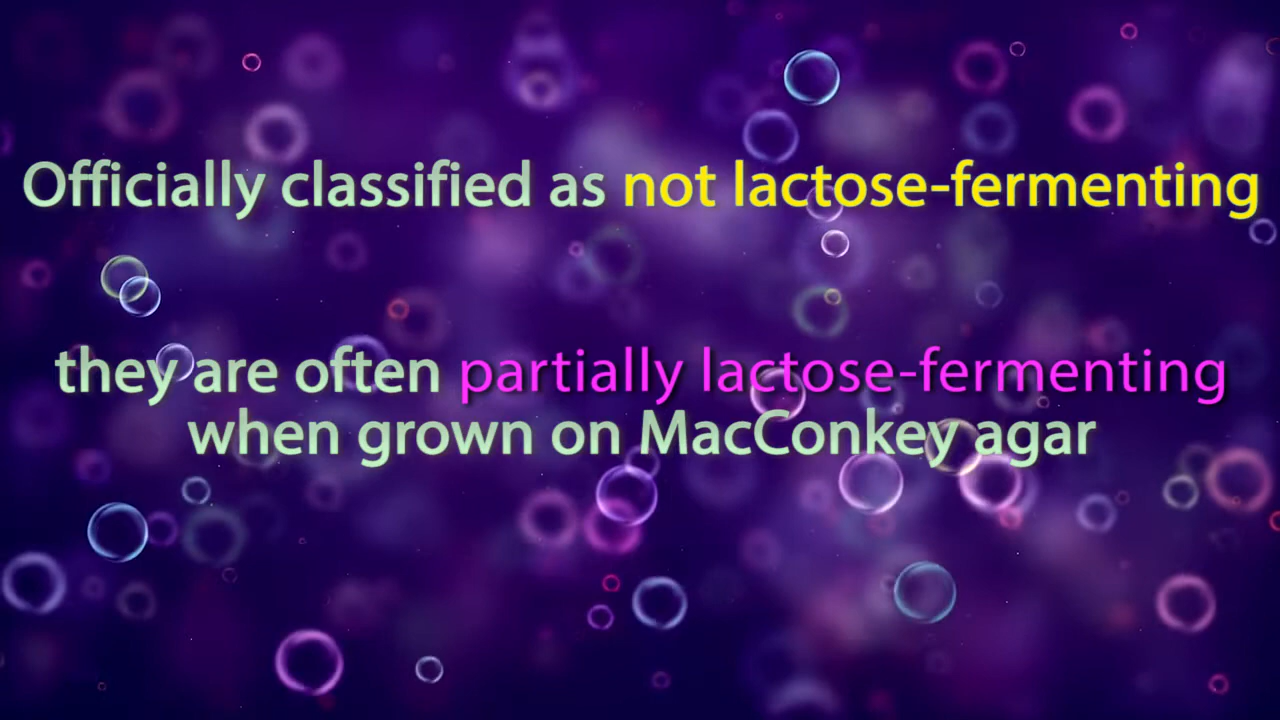 Officially classified as not lactose-fermenting
they are often partially lactose-fermenting
when grown on MacConkey agar